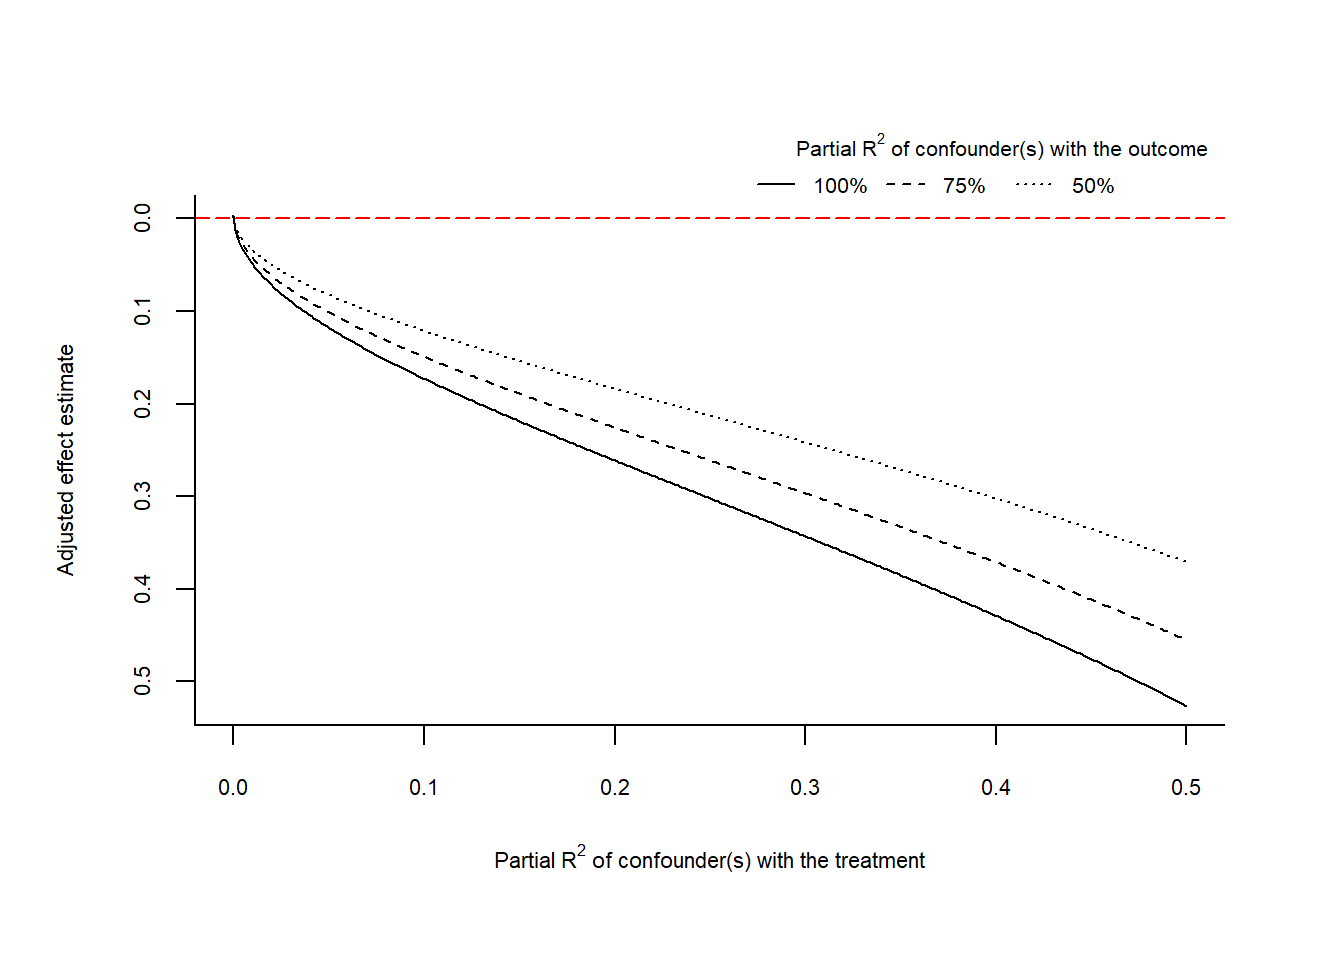 Partial R² of confounder(s) with the outcome
100% 75% 50%
Adjusted effect estimate
0.0
0.1
0.2
0.3
0.4
0.5
0.0 0.1 0.2 0.3 0.4 0.5
Partial R² of confounder(s) with the treatment